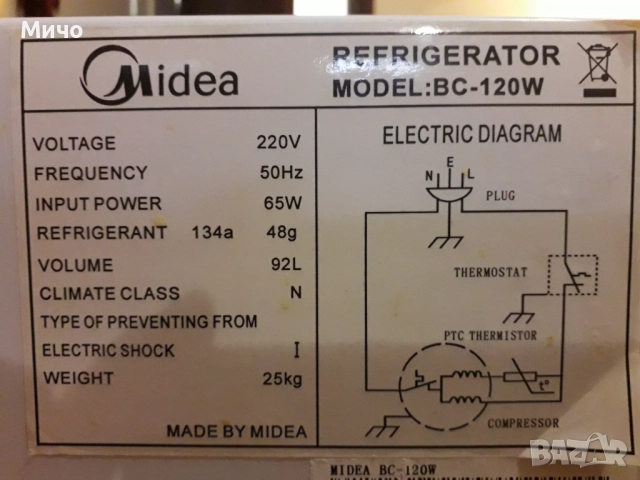 Мичо
Midea
REFRIGERATOR
MODEL:BC-120W
VOLTAGE 220V
FREQUENCY 50Hz
INPUT POWER 65W
REFRIGERANT 134a 48g
VOLUME 92L
CLIMATE CLASS N
TYPE OF PREVENTING FROM
ELECTRIC SHOCK I
WEIGHT 25kg
MADE BY MIDEA
ELECTRIC DIAGRAM
E
N L
PLUG
THERMOSTAT
PTC THERMISTOR
t°
COMPRESSOR
MIDEA BC-120W
BAZAR